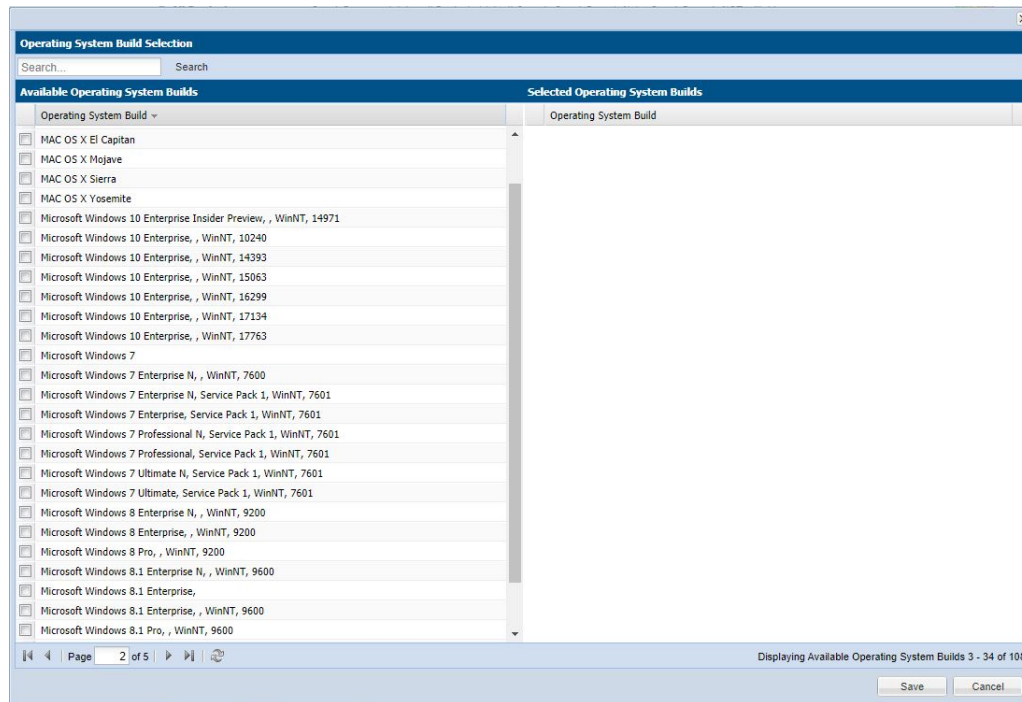 Operating System Build Selection
Search... Search
Available Operating System Builds Selected Operating System Builds
Operating System Build Operating System Build
MAC OS X El Capitan
MAC OS X Mojave
MAC OS X Sierra
MAC OS X Yosemite
Microsoft Windows 10 Enterprise Insider Preview, , WinNT, 14971
Microsoft Windows 10 Enterprise, , WinNT, 10240
Microsoft Windows 10 Enterprise, , WinNT, 14393
Microsoft Windows 10 Enterprise, , WinNT, 15063
Microsoft Windows 10 Enterprise, , WinNT, 16299
Microsoft Windows 10 Enterprise, , WinNT, 17134
Microsoft Windows 10 Enterprise, , WinNT, 17763
Microsoft Windows 7
Microsoft Windows 7 Enterprise N, , WinNT, 7600
Microsoft Windows 7 Enterprise N, Service Pack 1, WinNT, 7601
Microsoft Windows 7 Enterprise, Service Pack 1, WinNT, 7601
Microsoft Windows 7 Professional N, Service Pack 1, WinNT, 7601
Microsoft Windows 7 Professional, Service Pack 1, WinNT, 7601
Microsoft Windows 7 Ultimate N, Service Pack 1, WinNT, 7601
Microsoft Windows 7 Ultimate, Service Pack 1, WinNT, 7601
Microsoft Windows 8 Enterprise N, , WinNT, 9200
Microsoft Windows 8 Enterprise, , WinNT, 9200
Microsoft Windows 8 Pro, , WinNT, 9200
Microsoft Windows 8.1 Enterprise N, , WinNT, 9600
Microsoft Windows 8.1 Enterprise,
Microsoft Windows 8.1 Enterprise, , WinNT, 9600
Microsoft Windows 8.1 Pro, , WinNT, 9600
Page 2 of 5 Displaying Available Operating System Builds 3 - 34 of
Save Cancel